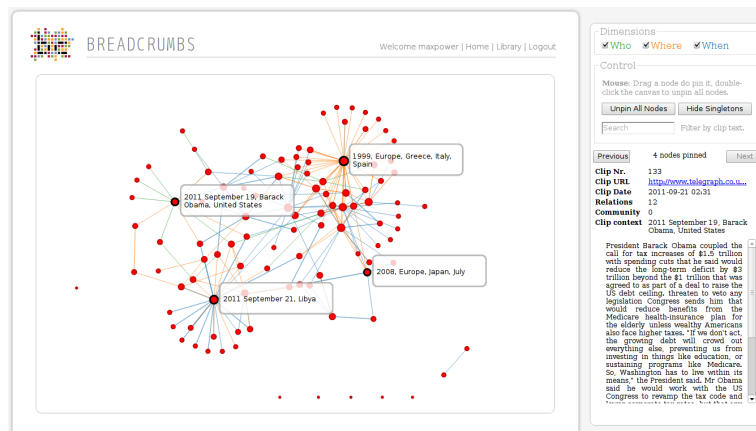 BREADCRUMBS
Welcome maxpower | Home | Library | Logout
1999, Europe, Greece, Italy,
Spain
2011 September 19, Barack
Obama, United States
2008, Europe, Japan, July
2011 September 21, Libya
Dimensions
Who Where When
Control
Mouse: Drag a node do pin it, double-
click the canvas to unpin all nodes.
Unpin All Nodes Hide Singletons
Search Filter by clip text.
Previous 4 nodes pinned Next
Clip Nr. 133
Clip URL http://www.telegraph.co.u...
Clip Date 2011-09-21 02:31
Relations 12
Community 0
Clip context 2011 September 19, Barack
Obama, United States
President Barack Obama coupled the
call for tax increases of $1.5 trillion
with spending cuts that he said would
reduce the long-term deficit by $3
trillion beyond the $1 trillion that was
agreed to as part of a deal to raise the
US debt ceiling, threaten to veto any
legislation Congress sends him that
would reduce benefits from the
Medicare health-insurance plan for
the elderly unless wealthy Americans
also face higher taxes. "If we don't act,
the growing debt will crowd out
everything else, preventing us from
investing in things like education, or
sustaining programs like Medicare.
So, Washington has to live within its
means," the President said. Mr Obama
said he would work with the US
Congress to revamp the tax code and